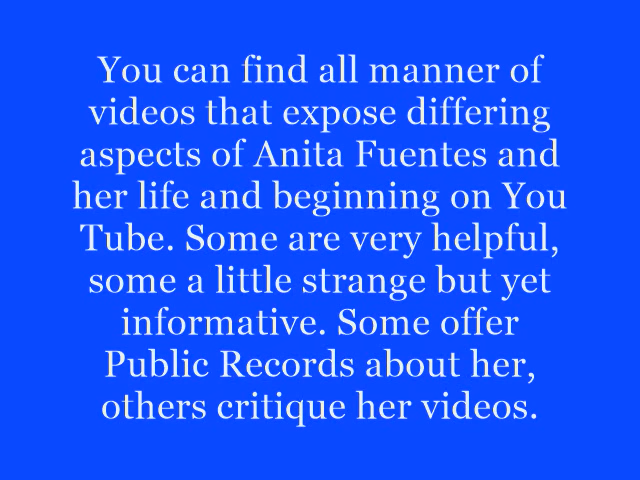 You can find all manner of
videos that expose differing
aspects of Anita Fuentes and
her life and beginning on You
Tube. Some are very helpful,
some a little strange but yet
informative. Some offer
Public Records about her,
others critique her videos.